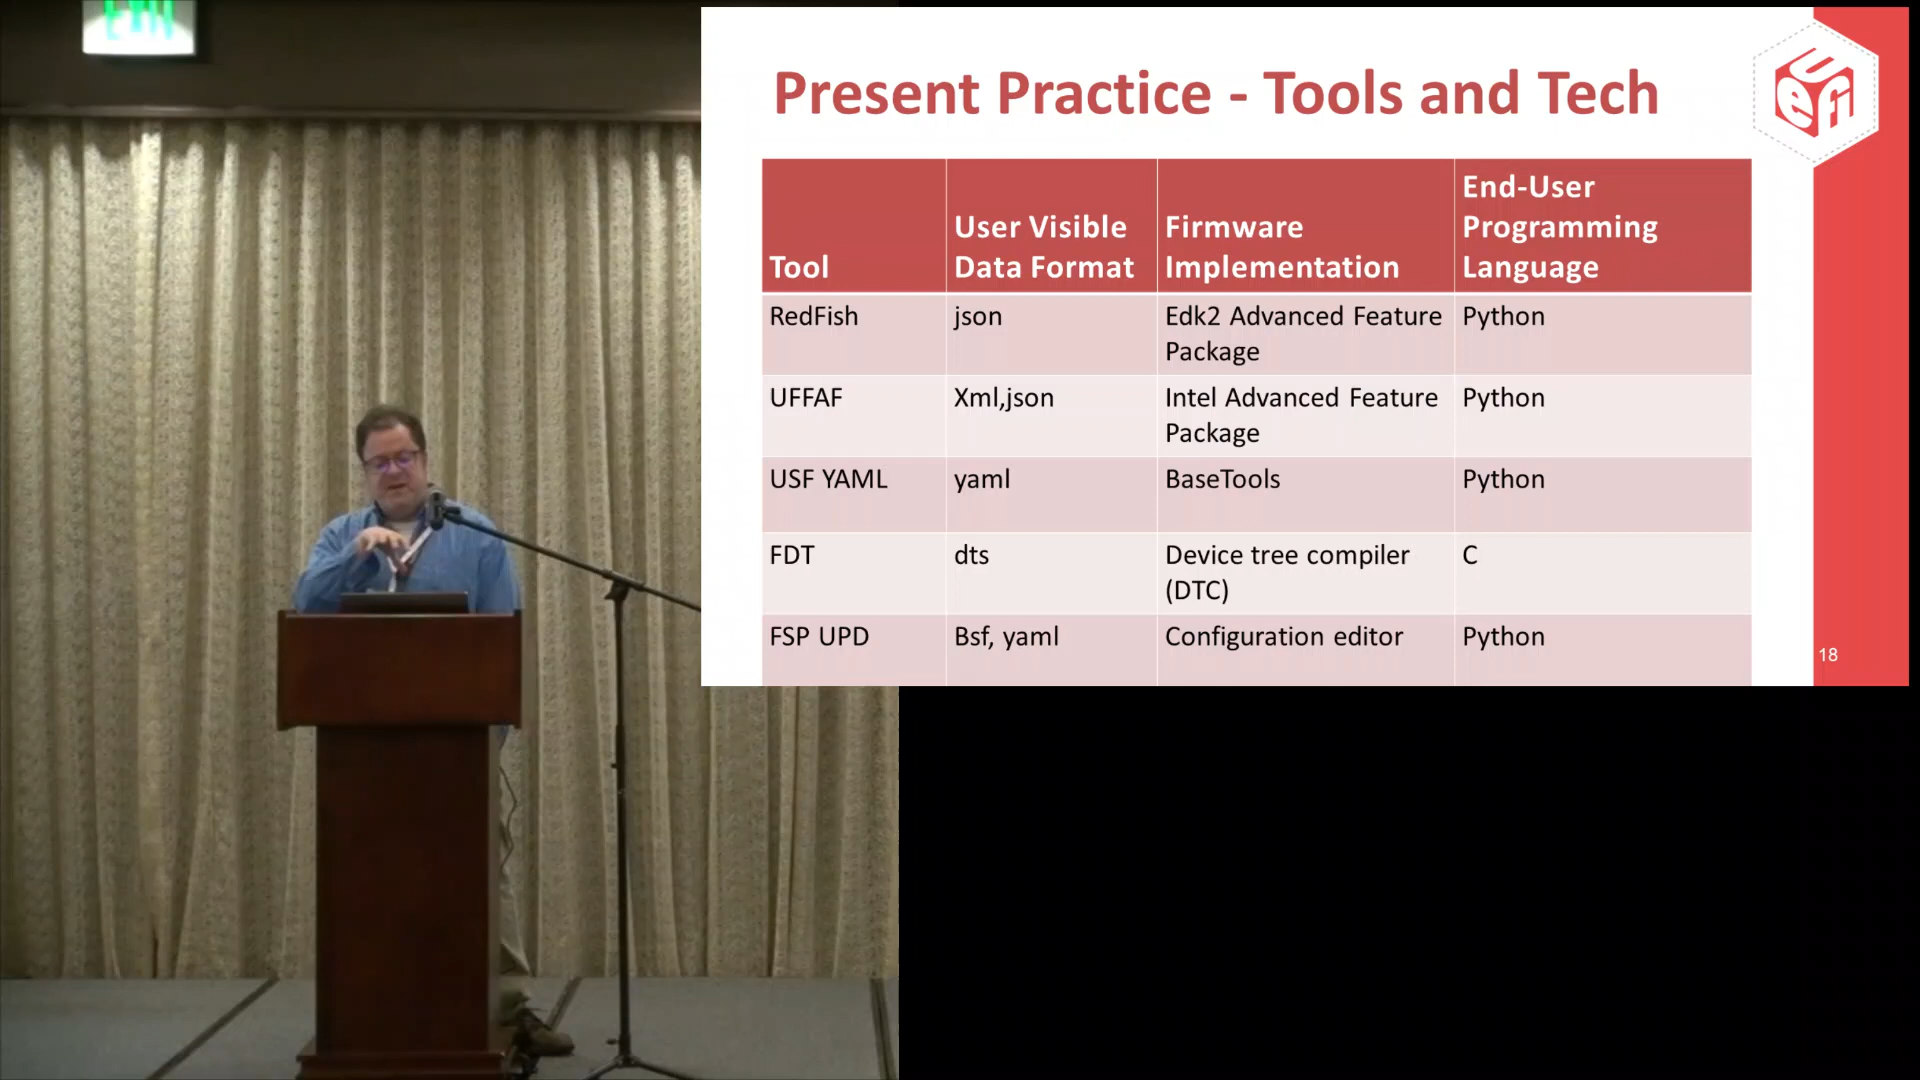 EXIT
Present Practice - Tools and Tech
UEFI
Tool
User Visible
Data Format
Firmware
Implementation
End-User
Programming
Language
RedFish
json
Edk2 Advanced Feature
Package
Python
UFFAF
Xml,json
Intel Advanced Feature
Package
Python
USF YAML
yaml
BaseTools
Python
FDT
dts
Device tree compiler
(DTC)
C
FSP UPD
Bsf, yaml
Configuration editor
Python
18